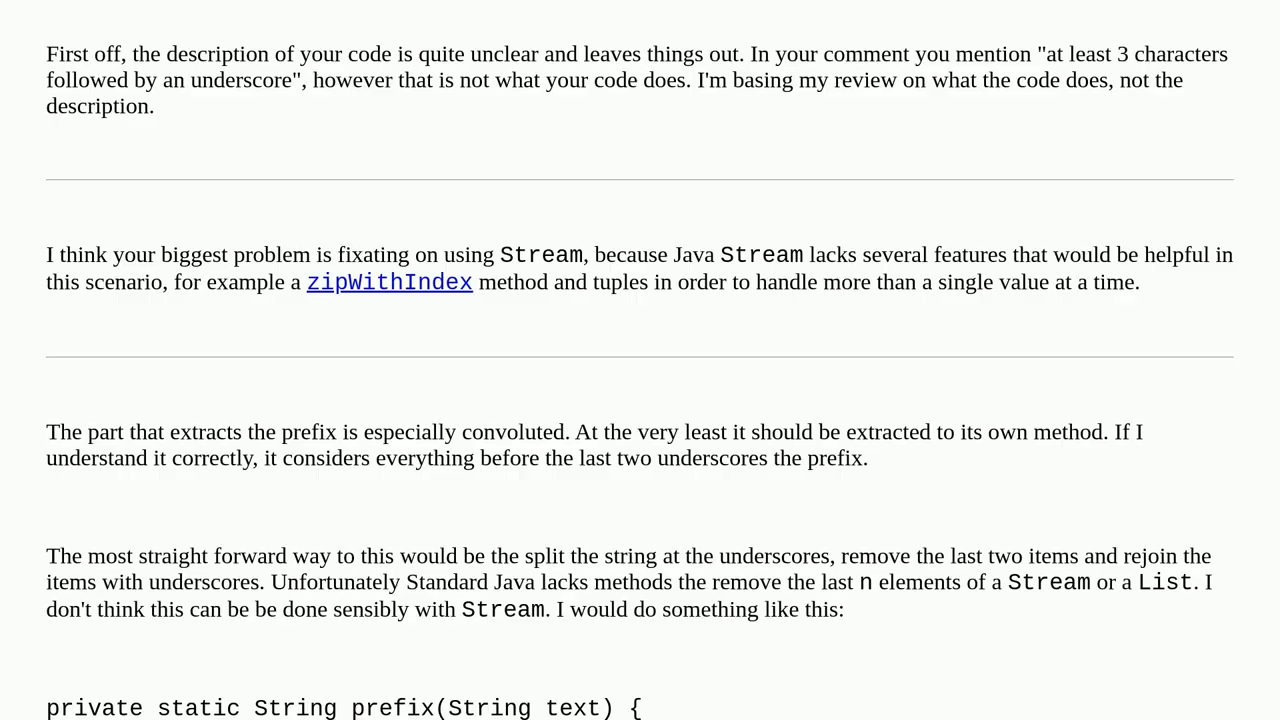 First off, the description of your code is quite unclear and leaves things out. In your comment you mention "at least 3 characters
followed by an underscore", however that is not what your code does. I'm basing my review on what the code does, not the
description.
I think your biggest problem is fixating on using Stream, because Java Stream lacks several features that would be helpful in
this scenario, for example a zipWithIndex method and tuples in order to handle more than a single value at a time.
The part that extracts the prefix is especially convoluted. At the very least it should be extracted to its own method. If I
understand it correctly, it considers everything before the last two underscores the prefix.
The most straight forward way to this would be the split the string at the underscores, remove the last two items and rejoin the
items with underscores. Unfortunately Standard Java lacks methods the remove the last n elements of a Stream or a List. I
don't think this can be be done sensibly with Stream. I would do something like this:
private static String prefix(String text) {